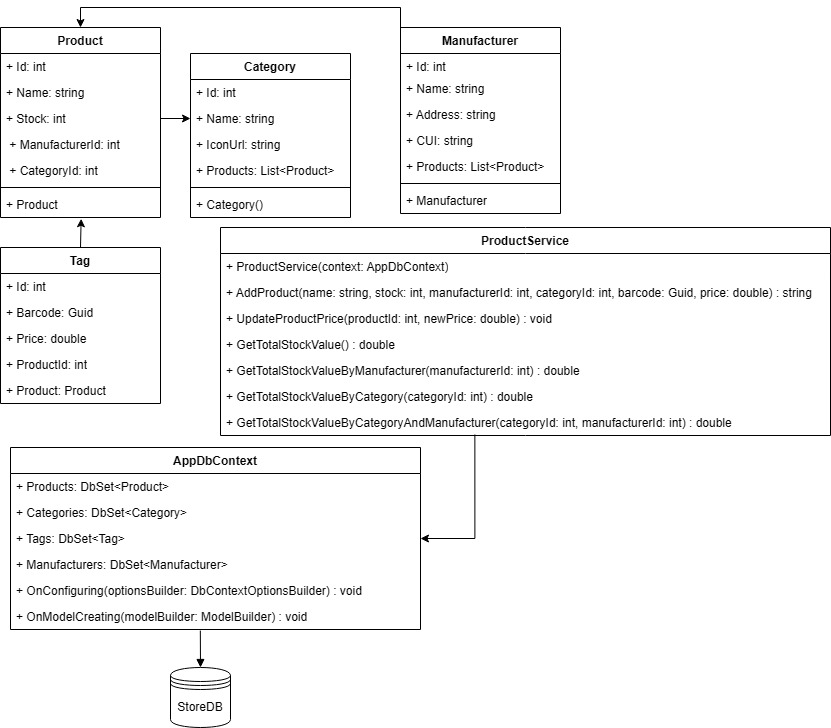 Product
+ Id: int
+ Name: string
+ Stock: int
+ ManufacturerId: int
+ CategoryId: int
+ Product
Category
+ Id: int
+ Name: string
+ IconUrl: string
+ Products: List<Product>
+ Category()
Manufacturer
+ Id: int
+ Name: string
+ Address: string
+ CUI: string
+ Products: List<Product>
+ Manufacturer
Tag
+ Id: int
+ Barcode: Guid
+ Price: double
+ ProductId: int
+ Product: Product
ProductService
+ ProductService(context: AppDbContext)
+ AddProduct(name: string, stock: int, manufacturerId: int, categoryId: int, barcode: Guid, price: double) : string
+ UpdateProductPrice(productId: int, newPrice: double) : void
+ GetTotalStockValue() : double
+ GetTotalStockValueByManufacturer(manufacturerId: int) : double
+ GetTotalStockValueByCategory(categoryId: int) : double
+ GetTotalStockValueByCategoryAndManufacturer(categoryId: int, manufacturerId: int) : double
AppDbContext
+ Products: DbSet<Product>
+ Categories: DbSet<Category>
+ Tags: DbSet<Tag>
+ Manufacturers: DbSet<Manufacturer>
+ OnConfiguring(optionsBuilder: DbContextOptionsBuilder) : void
+ OnModelCreating(modelBuilder: ModelBuilder) : void
StoreDB